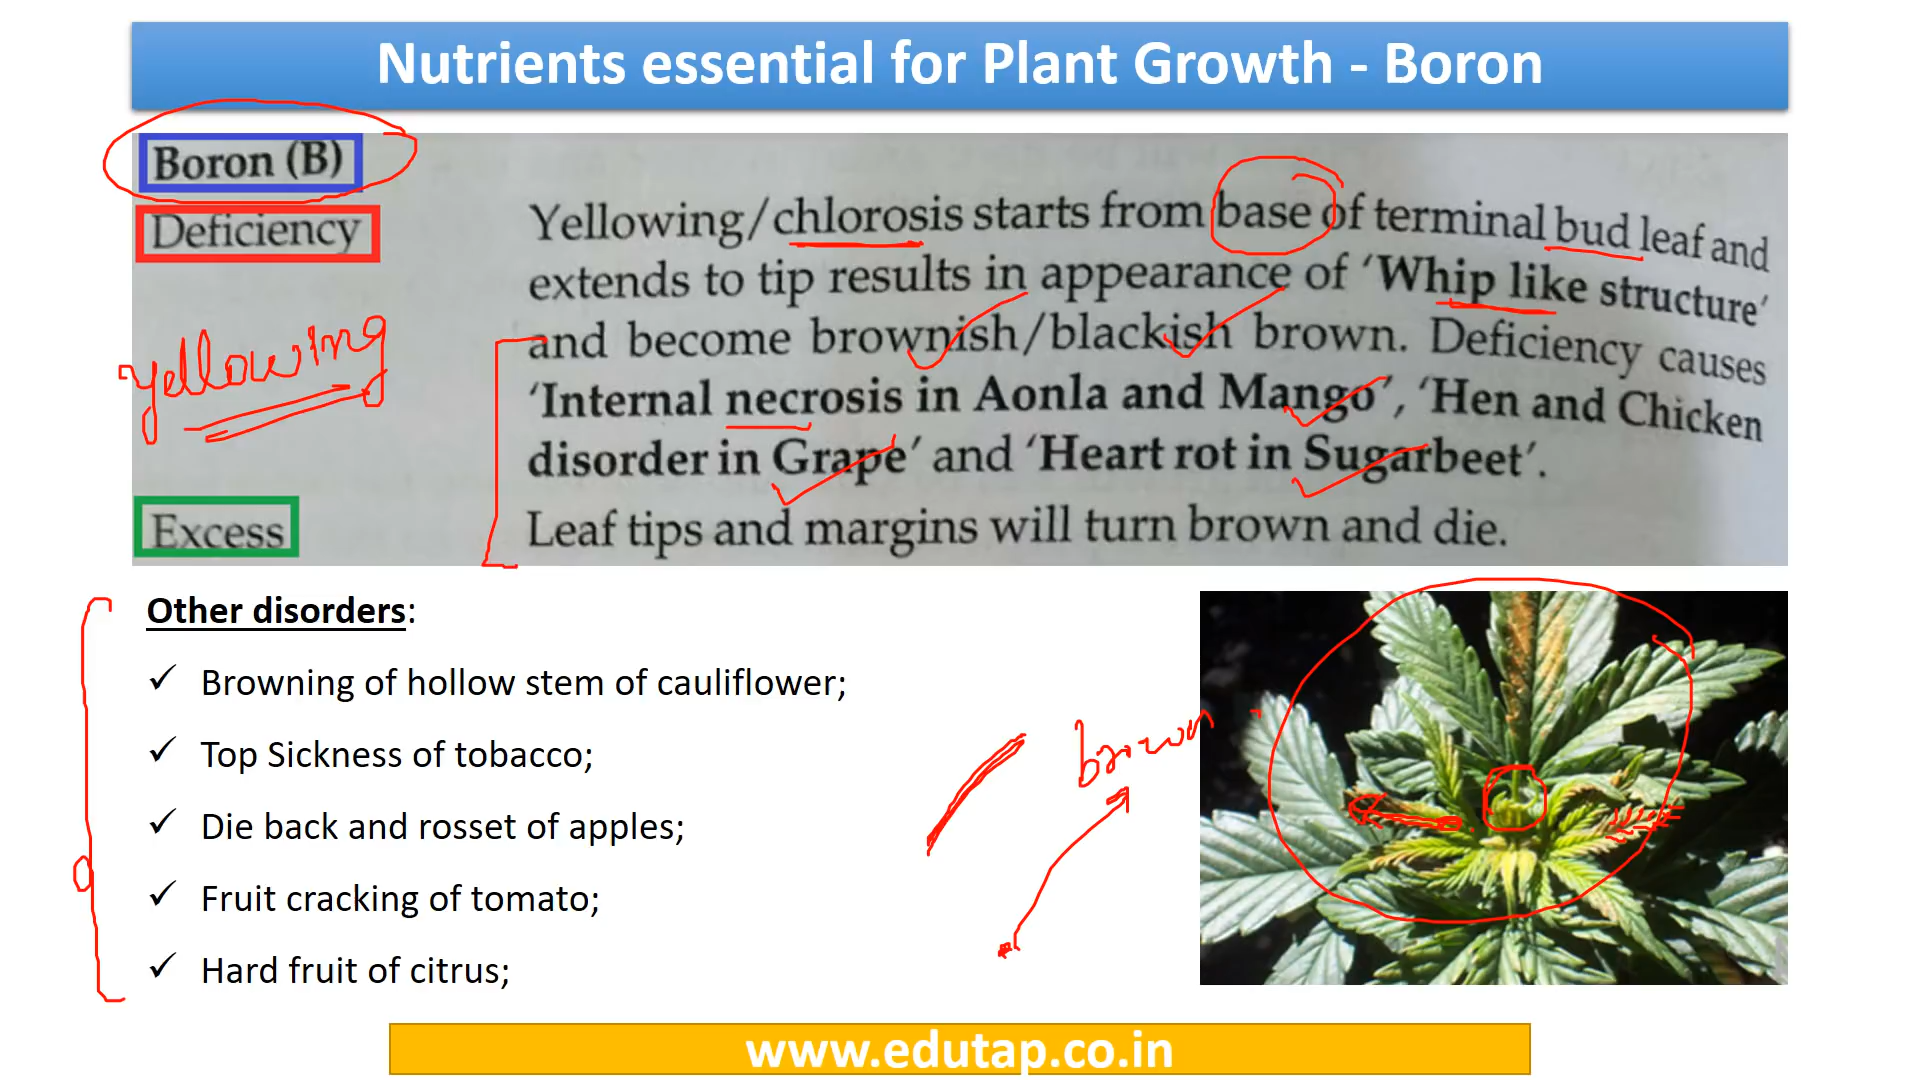 Nutrients essential for Plant Growth - Boron
Boron (B)
Deficiency
Yellowing/chlorosis starts from base of terminal bud leaf and
extends to tip results in appearance of ‘Whip like structure’
and become brownish/blackish brown. Deficiency causes
‘Internal necrosis in Aonla and Mango’, ‘Hen and Chicken
disorder in Grape’ and ‘Heart rot in Sugarbeet’.
yellowing
Excess
Leaf tips and margins will turn brown and die.
Other disorders:
✓ Browning of hollow stem of cauliflower;
✓ Top Sickness of tobacco;
✓ Die back and rosset of apples;
✓ Fruit cracking of tomato;
✓ Hard fruit of citrus;
brown
www.edutap.co.in